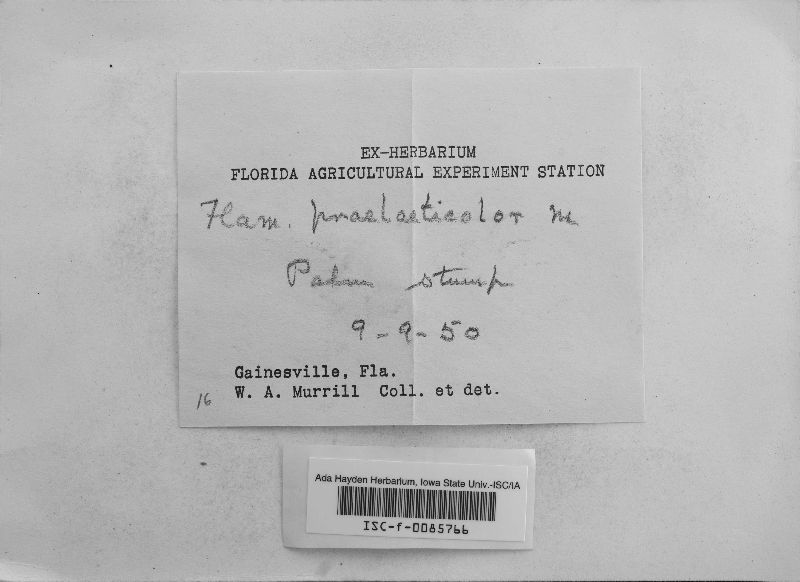 EX-HERBARIUM
FLORIDA AGRICULTURAL EXPERIMENT STATION
Flam. praelaeticolor M
Palm stump
9-9-50
Gainesville, Fla.
16 W. A. Murrill Coll. et det.
Ada Hayden Herbarium, Iowa State Univ.-ISC/IA
ISC-f-0085766